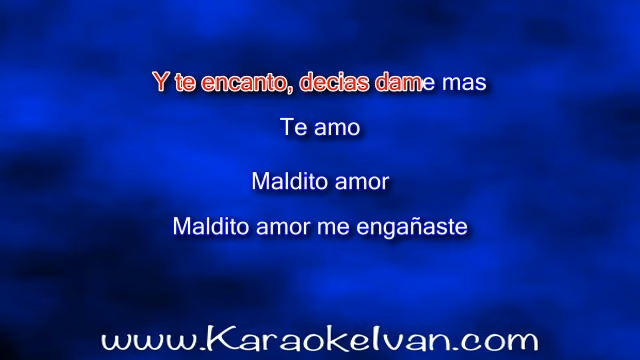 Y te encanto, decias dame mas
Te amo
Maldito amor
Maldito amor me engañaste
www.KaraokeIvan.com